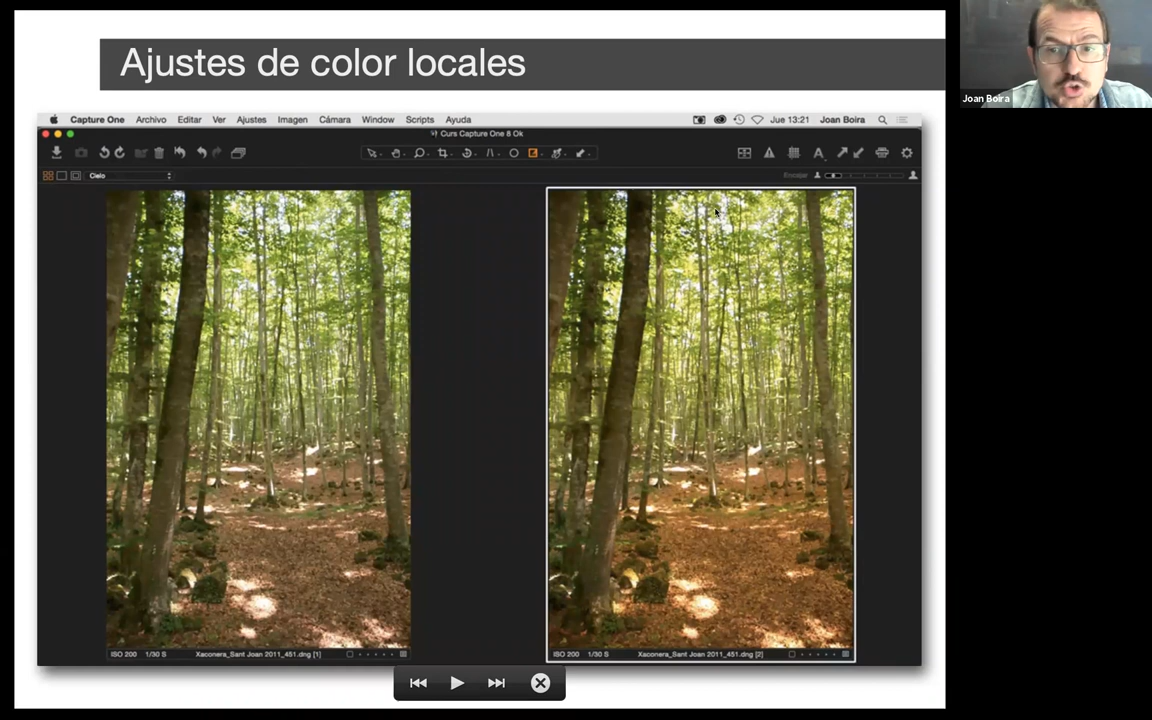 Ajustes de color locales
Joan Boira
Capture One Archivo Editar Ver Ajustes Imagen Cámara Window Scripts Ayuda Jue 13:21 Joan Boira
Curs Capture One 8 Ok
Cielo
ISO 200 1/30 S Xaconera_Sant Joan 2011_451.dng [1]
ISO 200 1/30 S Xaconera_Sant Joan 2011_451.dng [2]